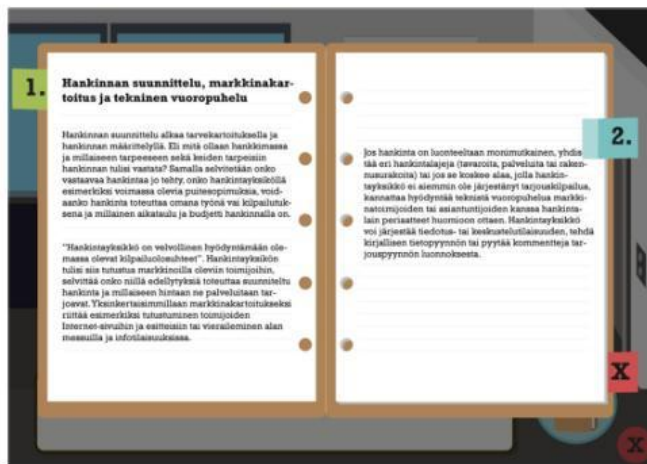 1.
Hankinnan suunnittelu, markkinakar-
toitus ja tekninen vuoropuhelu
Hankinnan suunnittelu alkaa tarvekartoituksella ja
hankinnan määrittelyllä. Eli mitä ollaan hankkimassa
ja millaiseen tarpeeseen sekä keiden tarpeisiin
hankinnan tulisi vastata? Samalla selvitetään onko
vastaavaa hankintaa jo tehty, onko hankintayksiköllä
esimerkiksi voimassa olevia puitesopimuksia, void-
aanko hankinta toteuttaa omana työnä vai kilpailutuk-
sena ja millainen aikataulu ja budjetti hankinnalla on.
"Hankintayksikkö on velvollinen hyödyntämään ole-
massa olevat kilpailuolosuhteet". Hankintayksikön
tulisi siis tutustua markkinoilla oleviin toimijoihin,
selvittää onko niillä edellytyksiä toteuttaa suunniteltu
hankinta ja millaiseen hintaan ne palveluitaan tar-
joavat. Yksinkertaisimmillaan markkinakartoitukseksi
riittää esimerkiksi tutustuminen toimijoiden
Internet-sivuihin ja esitteisiin tai vieraileminen alan
messuilla ja infotilaisuuksissa.
2.
Jos hankinta on luonteeltaan monimutkainen, yhdis-
tää eri hankintalajeja (tavaroita, palveluita tai raken-
nusurakoita) tai jos se koskee alaa, jolla hankin-
tayksikkö ei aiemmin ole järjestänyt tarjouskilpailua,
kannattaa hyödyntää teknistä vuoropuhelua markki-
natoimijoiden tai asiantuntijoiden kanssa hankinta-
lain periaatteet huomioon ottaen. Hankintayksikkö
voi järjestää tiedotus- tai keskustelutilaisuuden, tehdä
kirjallisen tietopyynnön tai pyytää kommentteja tar-
jouspyynnön luonnoksesta.
X
X